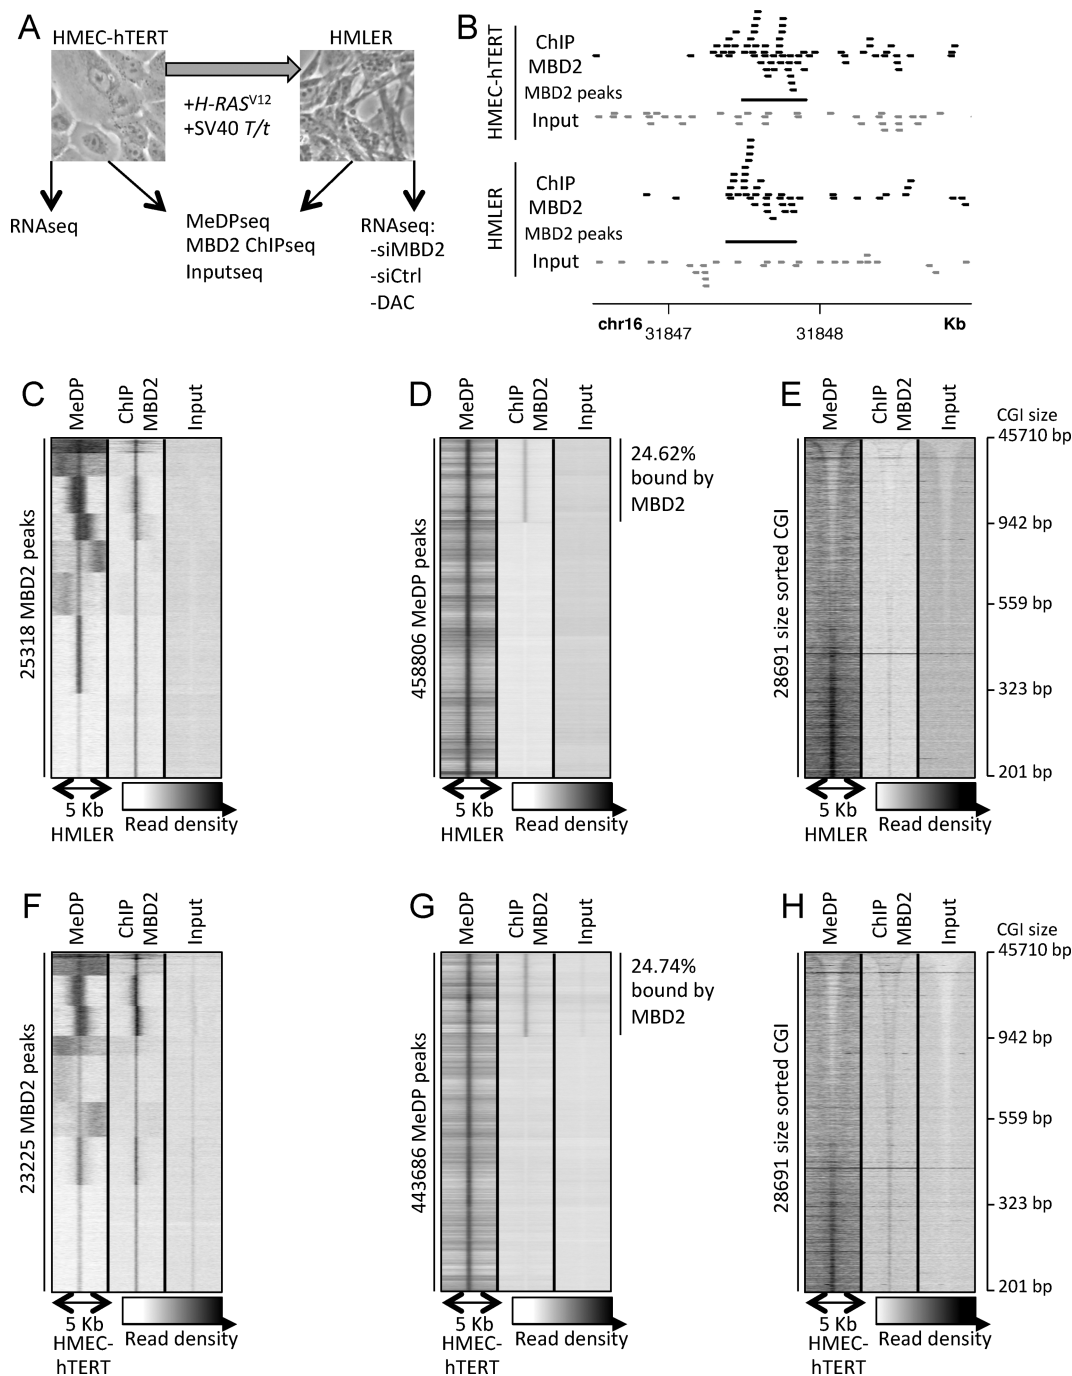 A
HMEC-hTERT
HMLER
+H-RASV12
+SV40 T/t
RNAseq
MeDPseq
MBD2 ChIPseq
Inputseq
RNAseq:
-siMBD2
-siCtrl
-DAC
B
HMEC-hTERT
ChIP
MBD2
MBD2 peaks
Input
HMLER
ChIP
MBD2
MBD2 peaks
Input
chr16
31847
31848
Kb
C
MeDP
ChIP
MBD2
Input
25318 MBD2 peaks
5 Kb
HMLER
Read density
D
MeDP
ChIP
MBD2
Input
458806 MeDP peaks
24.62%
bound by
MBD2
5 Kb
HMLER
Read density
E
MeDP
ChIP
MBD2
Input
28691 size sorted CGI
CGI size
45710 bp
942 bp
559 bp
323 bp
201 bp
5 Kb
HMLER
Read density
F
MeDP
ChIP
MBD2
Input
23225 MBD2 peaks
5 Kb
HMEC-
hTERT
Read density
G
MeDP
ChIP
MBD2
Input
443686 MeDP peaks
24.74%
bound by
MBD2
5 Kb
HMEC-
hTERT
Read density
H
MeDP
ChIP
MBD2
Input
28691 size sorted CGI
CGI size
45710 bp
942 bp
559 bp
323 bp
201 bp
5 Kb
HMEC-
hTERT
Read density